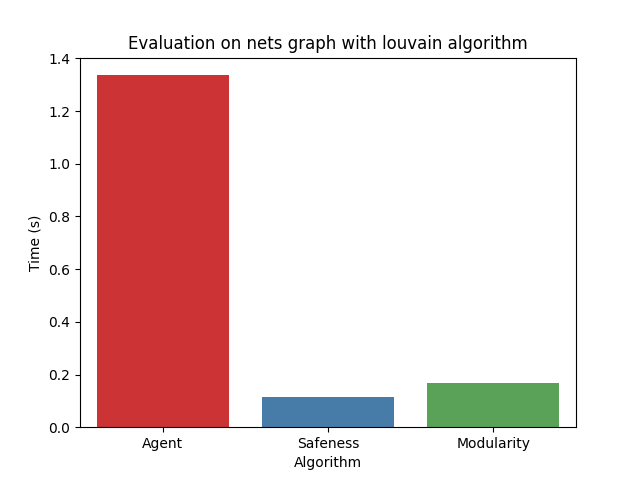 Evaluation on nets graph with louvain algorithm
1.4
1.2
1.0
0.8
0.6
0.4
0.2
0.0
Time (s)
Agent Safeness Modularity
Algorithm